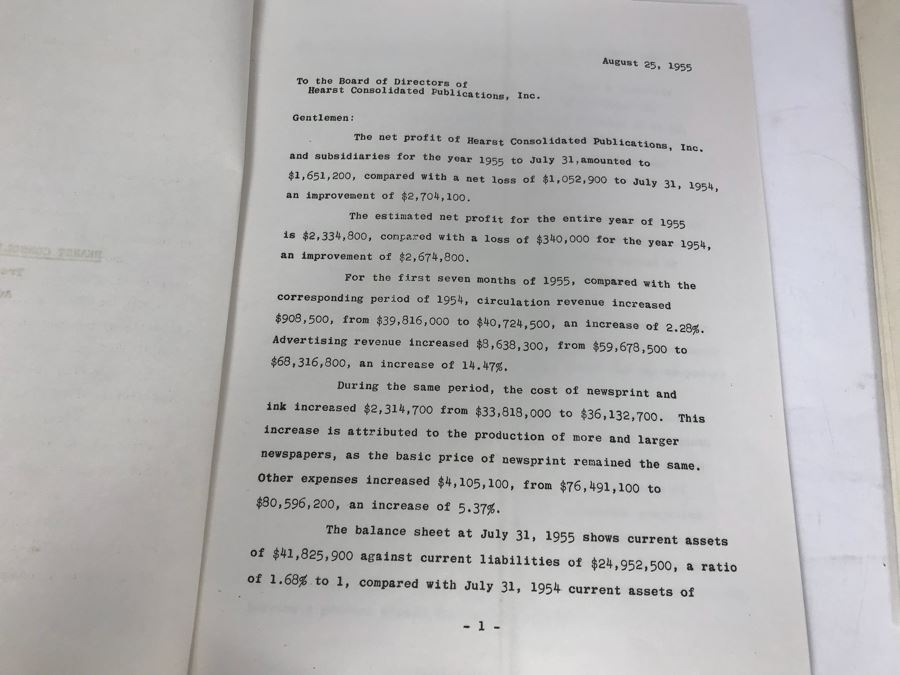 August 25, 1955
To the Board of Directors of
Hearst Consolidated Publications, Inc.
Gentlemen:
The net profit of Hearst Consolidated Publications, Inc.
and subsidiaries for the year 1955 to July 31,amounted to
$1,651,200, compared with a net loss of $1,052,900 to July 31, 1954,
an improvement of $2,704,100.
The estimated net profit for the entire year of 1955
is $2,334,800, compared with a loss of $340,000 for the year 1954,
an improvement of $2,674,800.
For the first seven months of 1955, compared with the
corresponding period of 1954, circulation revenue increased
$908,500, from $39,816,000 to $40,724,500, an increase of 2.28%.
Advertising revenue increased $8,638,300, from $59,678,500 to
$68,316,800, an increase of 14.47%.
During the same period, the cost of newsprint and
ink increased $2,314,700 from $33,818,000 to $36,132,700. This
increase is attributed to the production of more and larger
newspapers, as the basic price of newsprint remained the same.
Other expenses increased $4,105,100, from $76,491,100 to
$80,596,200, an increase of 5.37%.
The balance sheet at July 31, 1955 shows current assets
of $41,825,900 against current liabilities of $24,952,500, a ratio
of 1.68% to 1, compared with July 31, 1954 current assets of
- 1 -